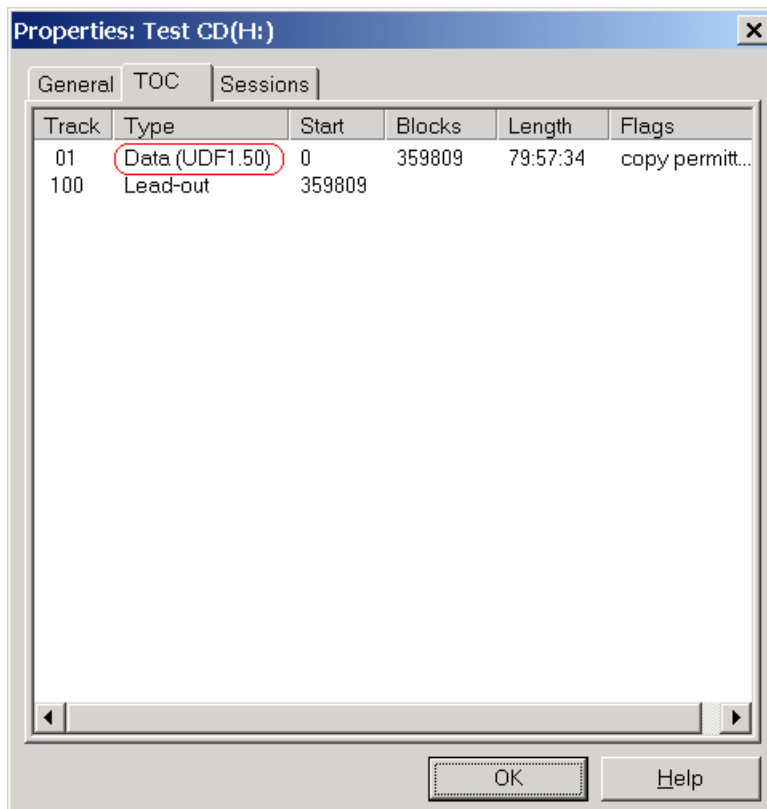 Properties: Test CD(H:)
General TOC Sessions
Track Type Start Blocks Length Flags
01 Data (UDF1.50) 0 359809 79:57:34 copy permitt...
100 Lead-out 359809
OK Help